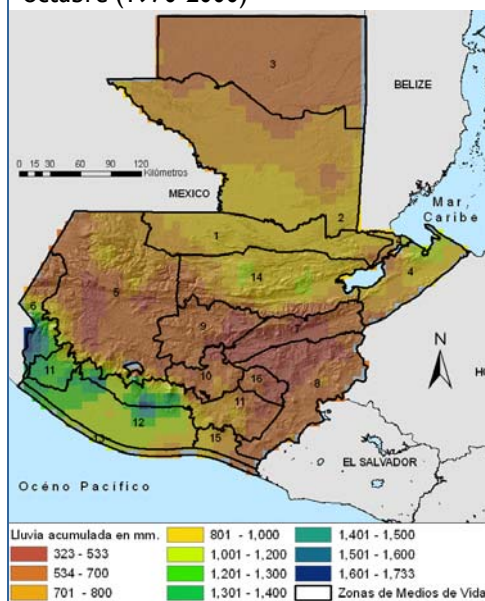 octubre (1970-2000)
3
BELIZE
0 15 30 60 90 120
Kilómetros
MEXICO
Mar
Caribe
2
1
4
14
5
6
9
7
N
8
10
16
11
11
12
15
13
EL SALVADOR
Océno Pacífico
Lluvia acumulada en mm.
323 - 533
534 - 700
701 - 800
801 - 1,000
1,001 - 1,200
1,201 - 1,300
1,301 - 1,400
1,401 - 1,500
1,501 - 1,600
1,601 - 1,733
Zonas de Medios de Vida